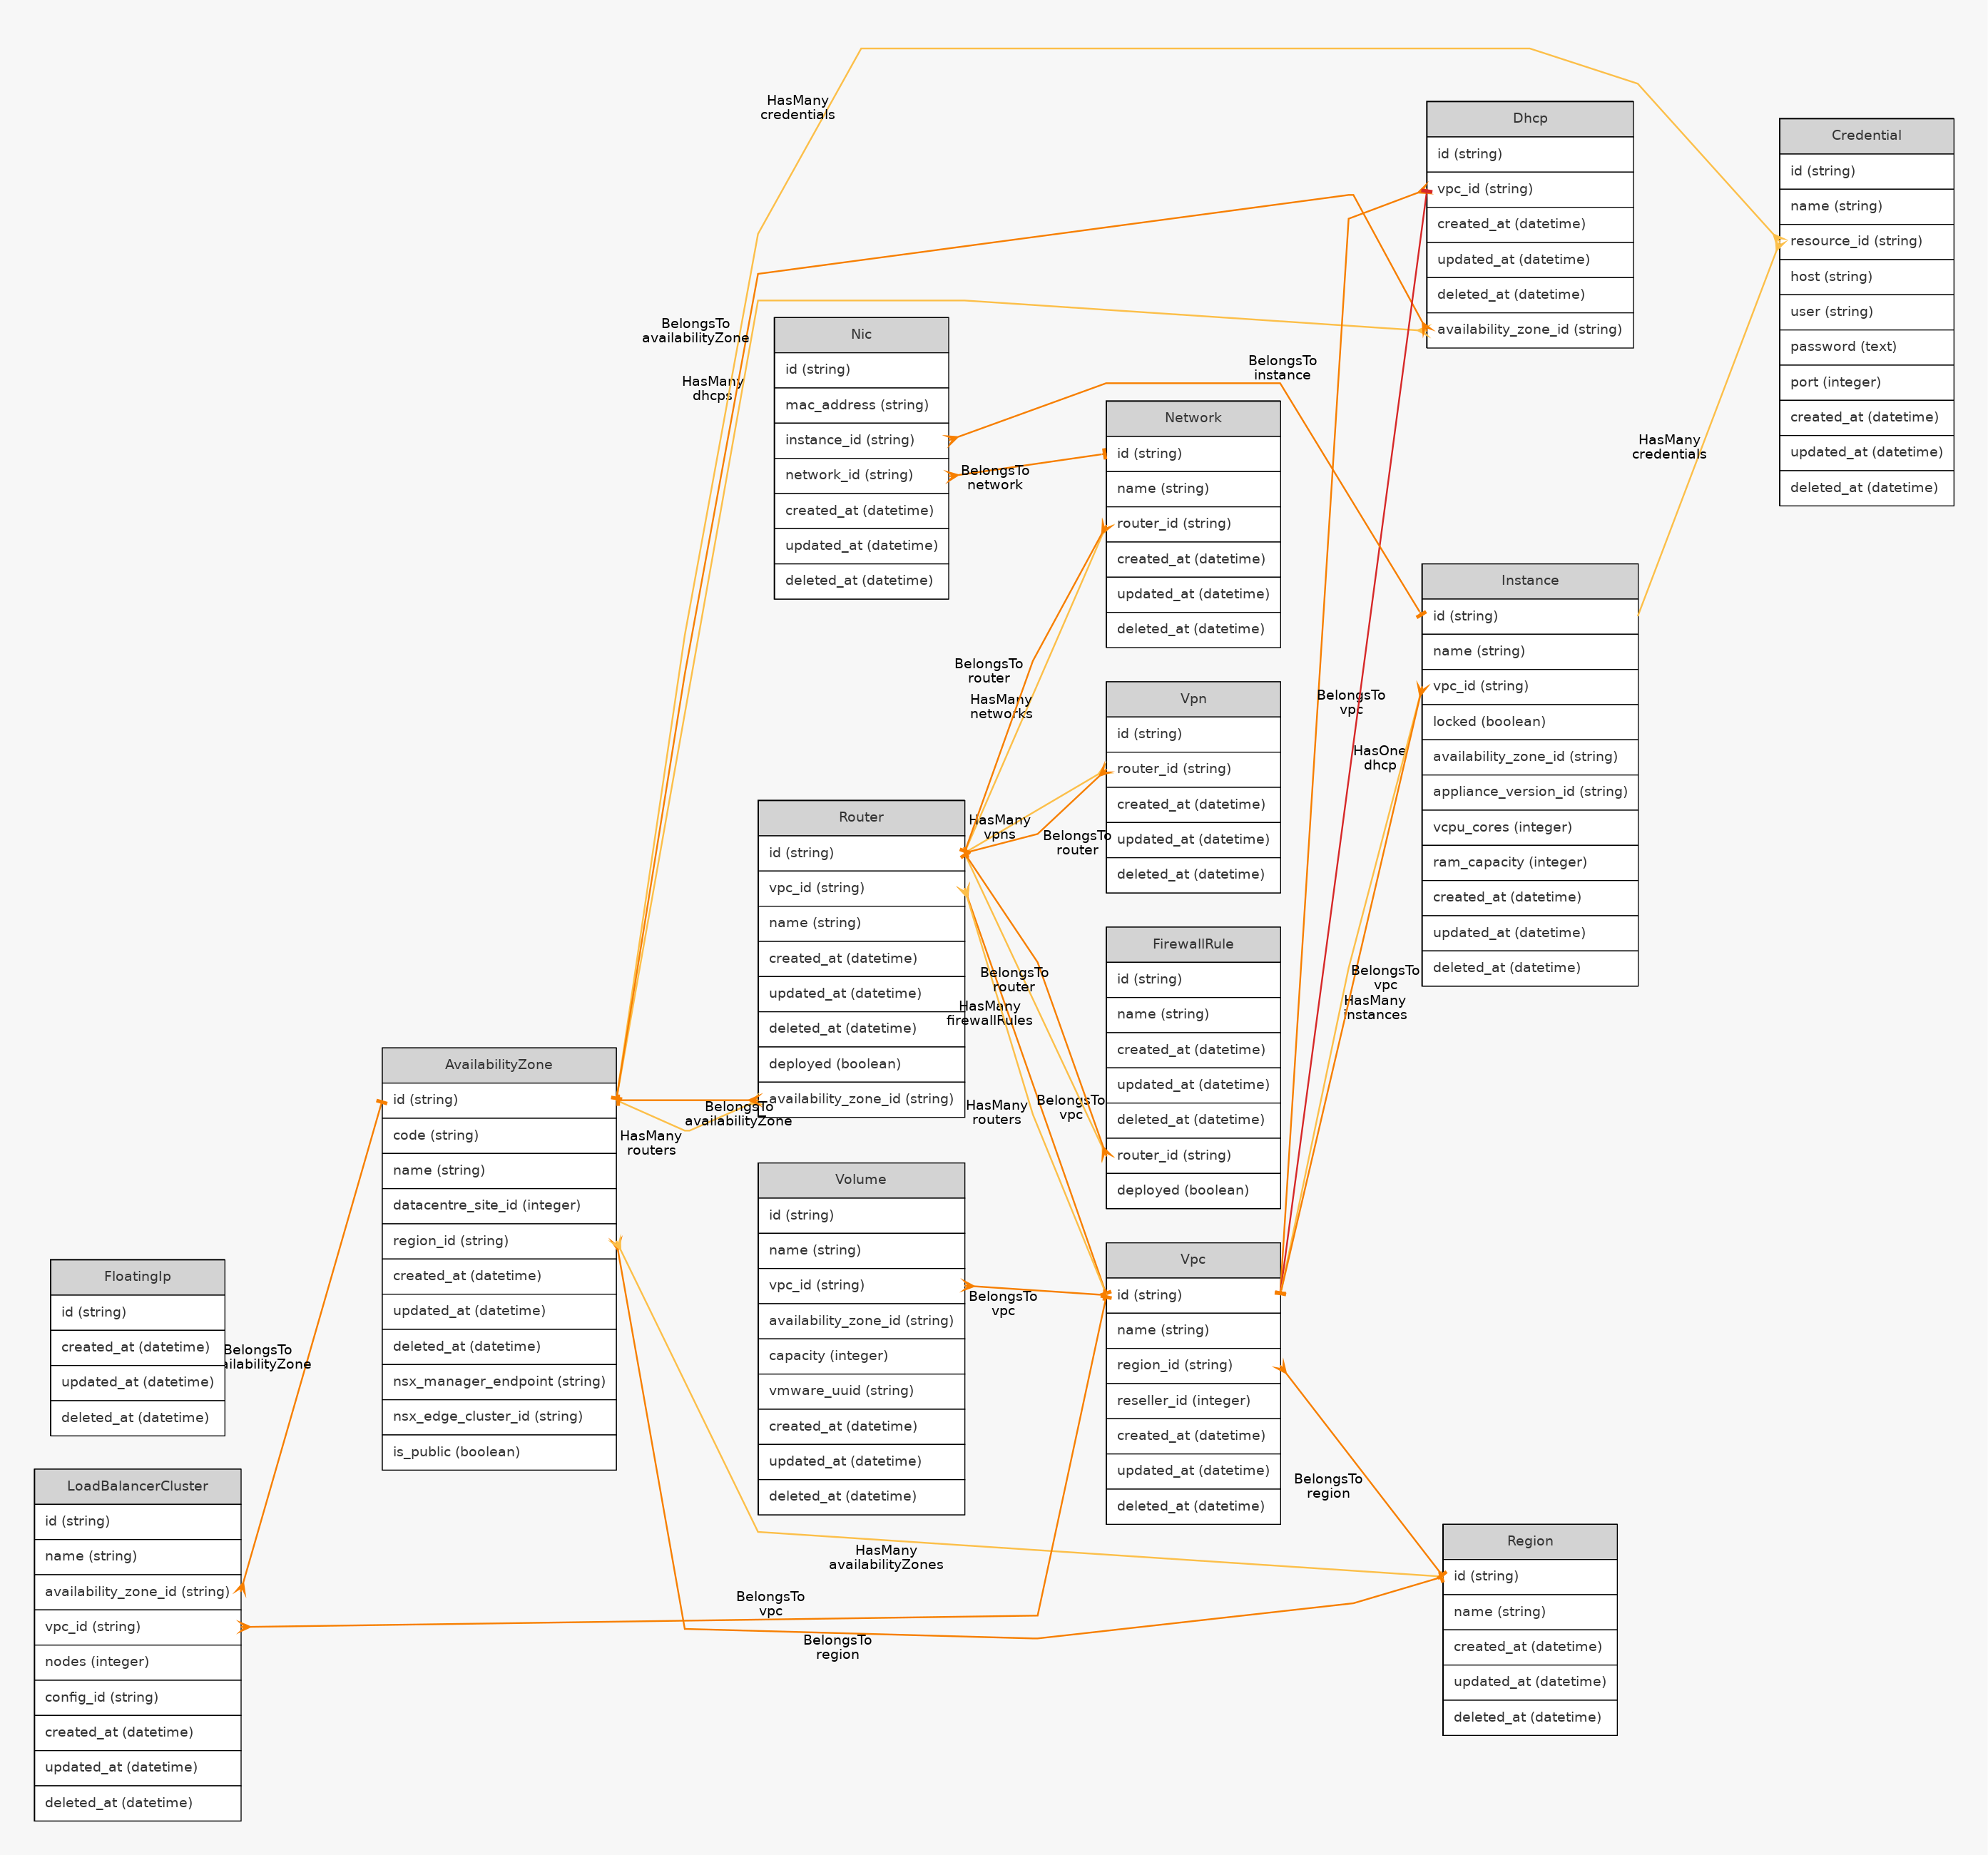 HasMany
credentials
Dhcp
id (string)
vpc_id (string)
created_at (datetime)
updated_at (datetime)
deleted_at (datetime)
availability_zone_id (string)
Credential
id (string)
name (string)
resource_id (string)
host (string)
user (string)
password (text)
port (integer)
created_at (datetime)
updated_at (datetime)
deleted_at (datetime)
BelongsTo
availabilityZone
HasMany
dhcps
Nic
id (string)
mac_address (string)
instance_id (string)
network_id (string)
created_at (datetime)
updated_at (datetime)
deleted_at (datetime)
BelongsTo
instance
BelongsTo
network
Network
id (string)
name (string)
router_id (string)
created_at (datetime)
updated_at (datetime)
deleted_at (datetime)
HasMany
credentials
Instance
id (string)
name (string)
vpc_id (string)
locked (boolean)
availability_zone_id (string)
appliance_version_id (string)
vcpu_cores (integer)
ram_capacity (integer)
created_at (datetime)
updated_at (datetime)
deleted_at (datetime)
BelongsTo
router
HasMany
networks
Vpn
id (string)
router_id (string)
created_at (datetime)
updated_at (datetime)
deleted_at (datetime)
BelongsTo
vpc
HasOne
dhcp
Router
id (string)
vpc_id (string)
name (string)
created_at (datetime)
updated_at (datetime)
deleted_at (datetime)
deployed (boolean)
availability_zone_id (string)
HasMany
vpns
BelongsTo
router
FirewallRule
id (string)
name (string)
created_at (datetime)
updated_at (datetime)
deleted_at (datetime)
router_id (string)
deployed (boolean)
BelongsTo
router
HasMany
firewallRules
BelongsTo
vpc
HasMany
instances
AvailabilityZone
id (string)
code (string)
name (string)
datacentre_site_id (integer)
region_id (string)
created_at (datetime)
updated_at (datetime)
deleted_at (datetime)
nsx_manager_endpoint (string)
nsx_edge_cluster_id (string)
is_public (boolean)
BelongsTo
availabilityZone
HasMany
routers
HasMany
routers
BelongsTo
vpc
Volume
id (string)
name (string)
vpc_id (string)
availability_zone_id (string)
capacity (integer)
vmware_uuid (string)
created_at (datetime)
updated_at (datetime)
deleted_at (datetime)
BelongsTo
vpc
Vpc
id (string)
name (string)
region_id (string)
reseller_id (integer)
created_at (datetime)
updated_at (datetime)
deleted_at (datetime)
FloatingIp
id (string)
created_at (datetime)
updated_at (datetime)
deleted_at (datetime)
BelongsTo
ailabilityZone
LoadBalancerCluster
id (string)
name (string)
availability_zone_id (string)
vpc_id (string)
nodes (integer)
config_id (string)
created_at (datetime)
updated_at (datetime)
deleted_at (datetime)
HasMany
availabilityZones
BelongsTo
vpc
BelongsTo
region
BelongsTo
region
Region
id (string)
name (string)
created_at (datetime)
updated_at (datetime)
deleted_at (datetime)